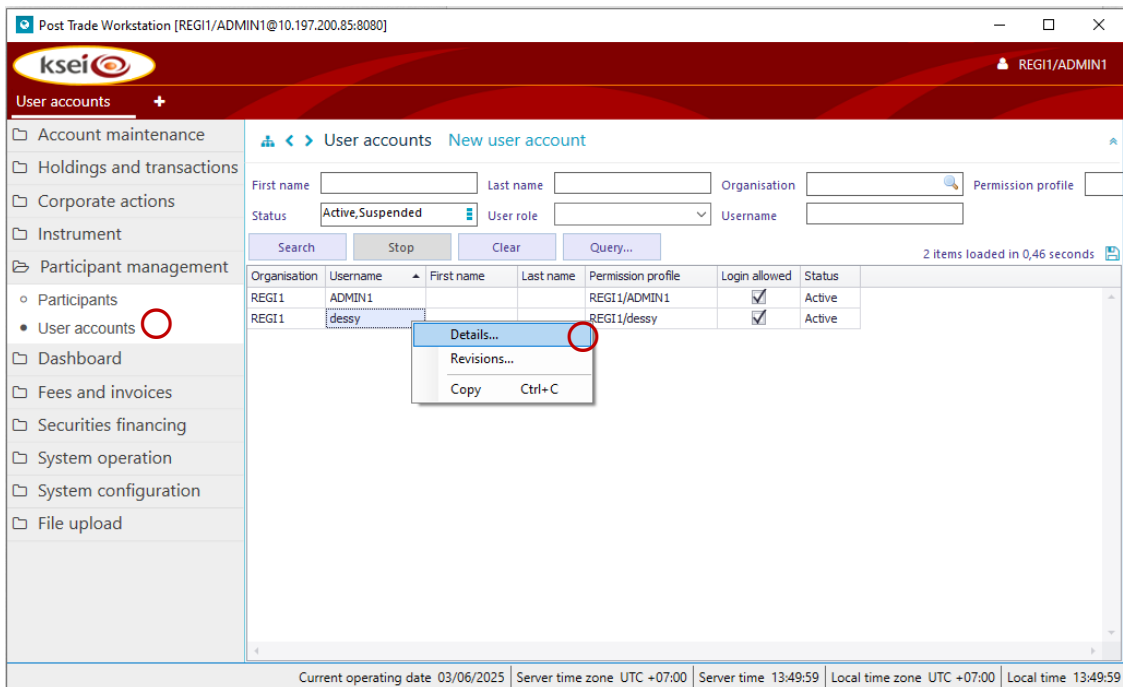 Post Trade Workstation [REGI1/ADMIN1@10.197.200.85:8080]
ksei
REGI1/ADMIN1
User accounts +
Account maintenance
Holdings and transactions
Corporate actions
Instrument
Participant management
Participants
User accounts
Dashboard
Fees and invoices
Securities financing
System operation
System configuration
File upload
User accounts New user account
First name Last name Organisation Permission profile
Status Active,Suspended User role Username
Search Stop Clear Query...
2 items loaded in 0,46 seconds
Organisation Username First name Last name Permission profile Login allowed Status
REGI1 ADMIN1 REGI1/ADMIN1 Active
REGI1 dessy REGI1/dessy Active
Details...
Revisions...
Copy Ctrl+C
Current operating date 03/06/2025 Server time zone UTC +07:00 Server time 13:49:59 Local time zone UTC +07:00 Local time 13:49:59